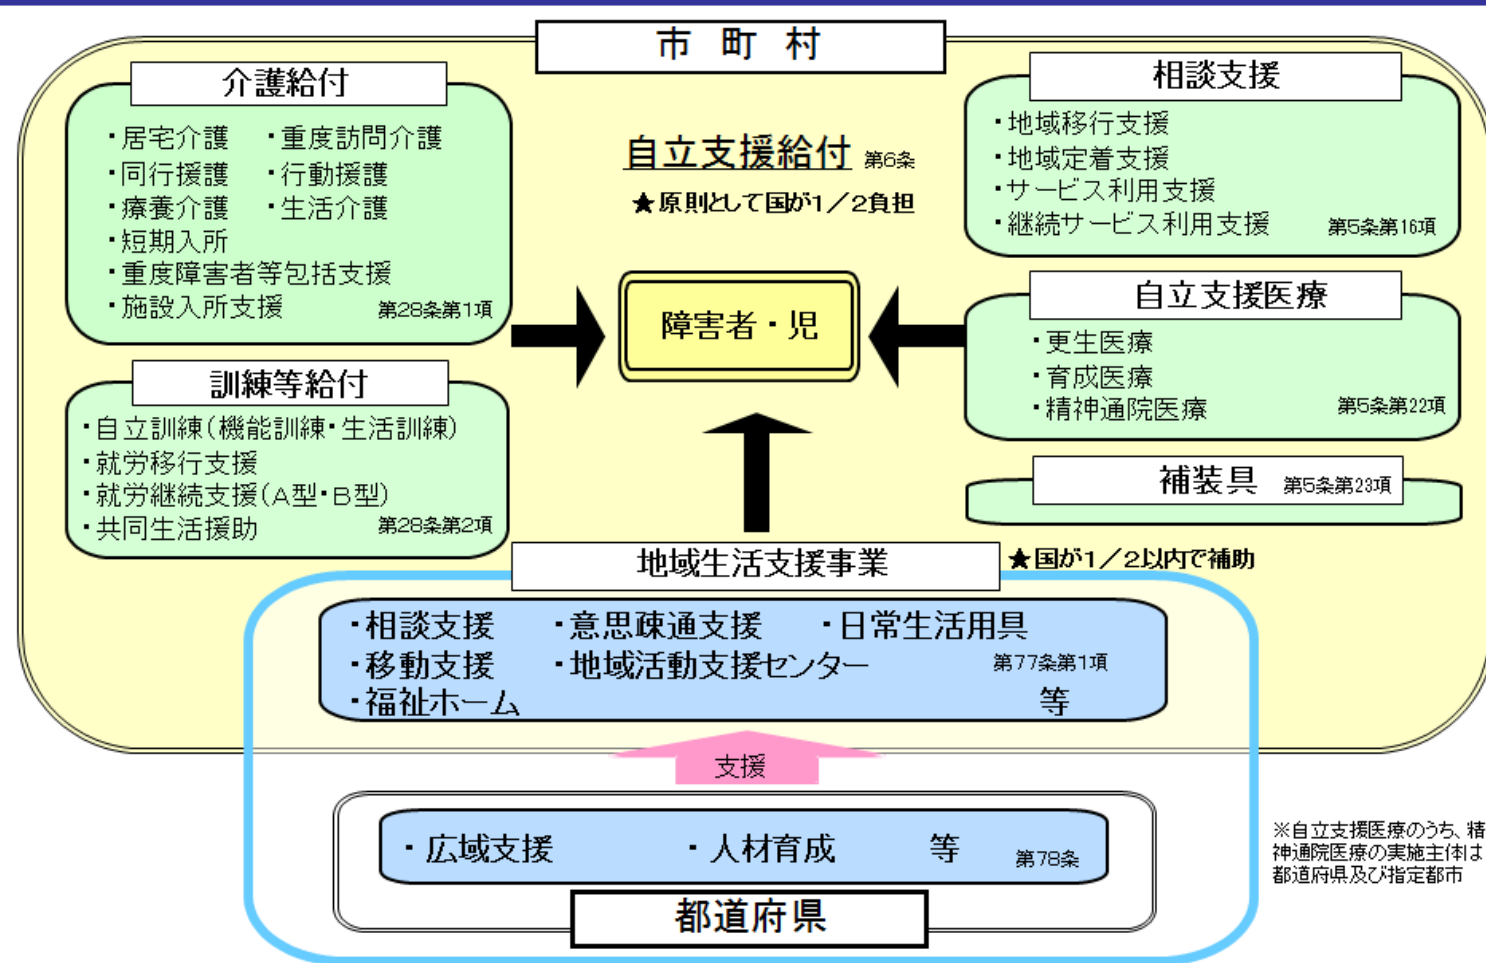 市 町 村
介護給付
・居宅介護 ・重度訪問介護
・同行援護 ・行動援護
・療養介護 ・生活介護
・短期入所
・重度障害者等包括支援
・施設入所支援 第28条第1項
訓練等給付
・自立訓練(機能訓練・生活訓練)
・就労移行支援
・就労継続支援(A型・B型)
・共同生活援助 第28条第2項
自立支援給付 第6条
★原則として国が1/2負担
障害者・児
相談支援
・地域移行支援
・地域定着支援
・サービス利用支援
・継続サービス利用支援 第5条第16項
自立支援医療
・更生医療
・育成医療
・精神通院医療 第5条第22項
補装具 第5条第23項
地域生活支援事業
★国が1/2以内で補助
・相談支援 ・意思疎通支援 ・日常生活用具
・移動支援 ・地域活動支援センター 第77条第1項
・福祉ホーム 等
支援
・広域支援 ・人材育成 等 第78条
都道府県
※自立支援医療のうち、精
神通院医療の実施主体は
都道府県及び指定都市